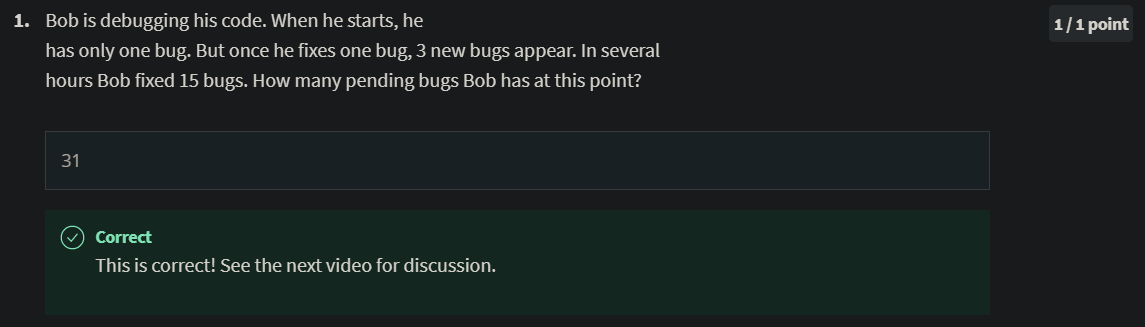 1. Bob is debugging his code. When he starts, he
1 / 1 point
has only one bug. But once he fixes one bug, 3 new bugs appear. In several
hours Bob fixed 15 bugs. How many pending bugs Bob has at this point?
31
Correct
This is correct! See the next video for discussion.